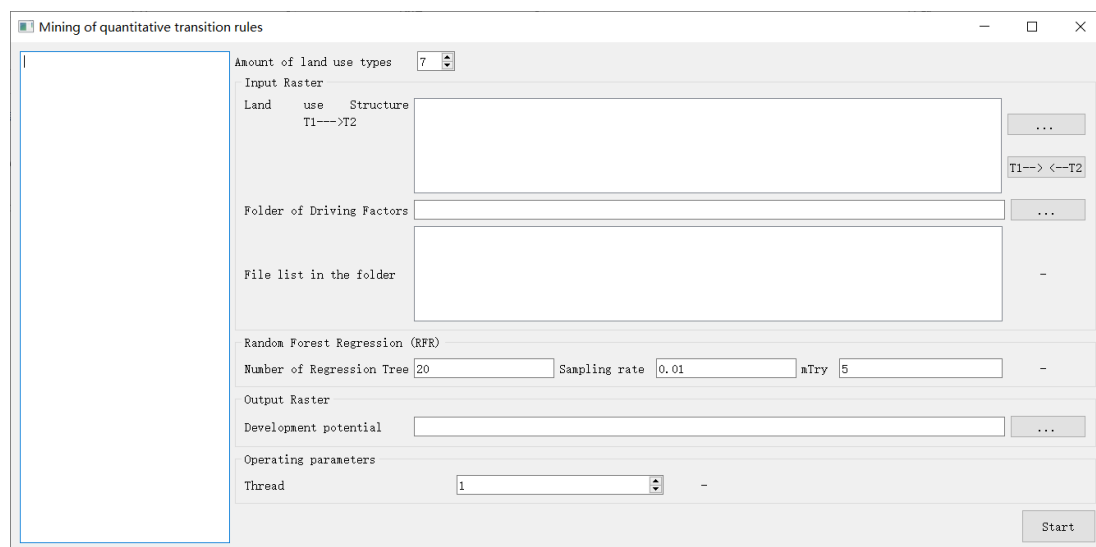 Mining of quantitative transition rules
Amount of land use types 7
Input Raster
Land use Structure
T1--->T2
...
T1--> <--T2
Folder of Driving Factors ...
File list in the folder -
Random Forest Regression (RFR)
Number of Regression Tree 20 Sampling rate 0.01 mTry 5 -
Output Raster
Development potential ...
Operating parameters
Thread 1 -
Start